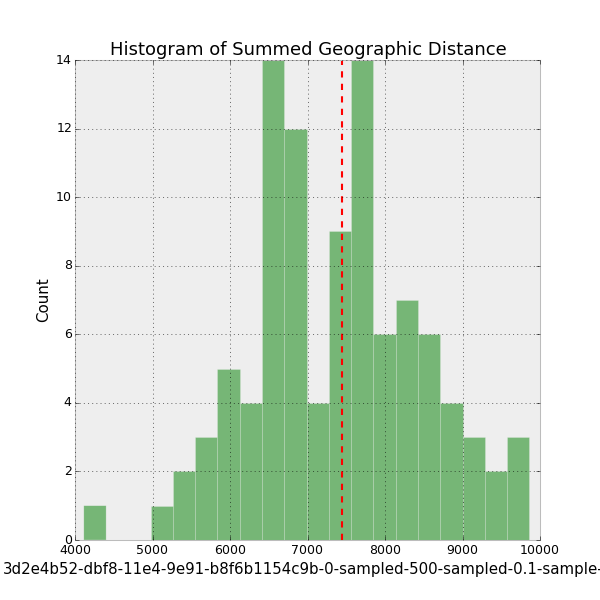 Histogram of Summed Geographic Distance
14
12
10
8
6
4
2
0
Count
4000 5000 6000 7000 8000 9000 10000
3d2e4b52-dbf8-11e4-9e91-b8f6b1154c9b-0-sampled-500-sampled-0.1-sample-